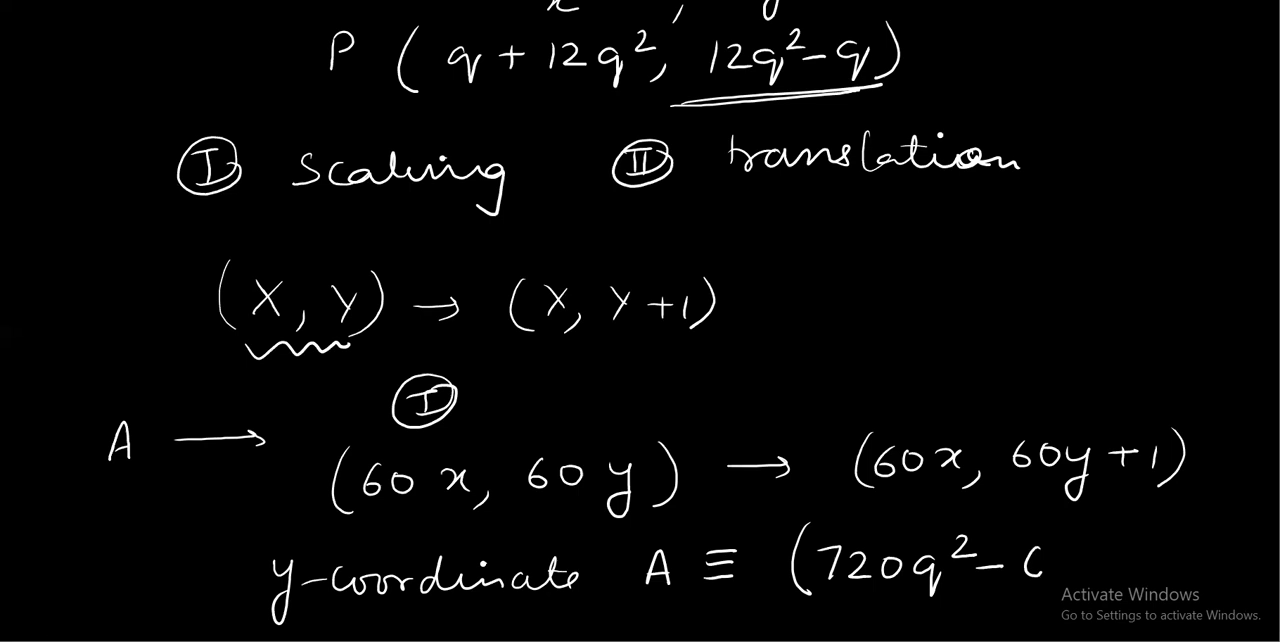 x, y
P (q + 12q², 12q² - q)
I scaling II translation
(X, Y) → (X, Y + 1)
I
A → (60x, 60y) → (60x, 60y + 1)
y-coordinate A ≡ (720q² -
Activate Windows
Go to Settings to activate Windows.